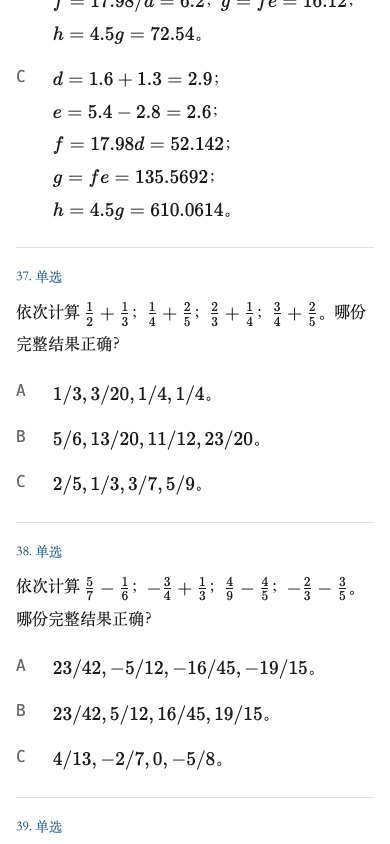 f = 17.98/d = 6.2; g = fe = 16.12;
h = 4.5g = 72.54。
C d = 1.6 + 1.3 = 2.9;
e = 5.4 − 2.8 = 2.6;
f = 17.98d = 52.142;
g = fe = 135.5692;
h = 4.5g = 610.0614。
37. 单选
依次计算 1/2 + 1/3; 1/4 + 2/5; 2/3 + 1/4; 3/4 + 2/5。哪份
完整结果正确?
A 1/3, 3/20, 1/4, 1/4。
B 5/6, 13/20, 11/12, 23/20。
C 2/5, 1/3, 3/7, 5/9。
38. 单选
依次计算 5/7 − 1/6; −3/4 + 1/3; 4/9 − 4/5; −2/3 − 3/5。
哪份完整结果正确?
A 23/42, −5/12, −16/45, −19/15。
B 23/42, 5/12, 16/45, 19/15。
C 4/13, −2/7, 0, −5/8。
39. 单选